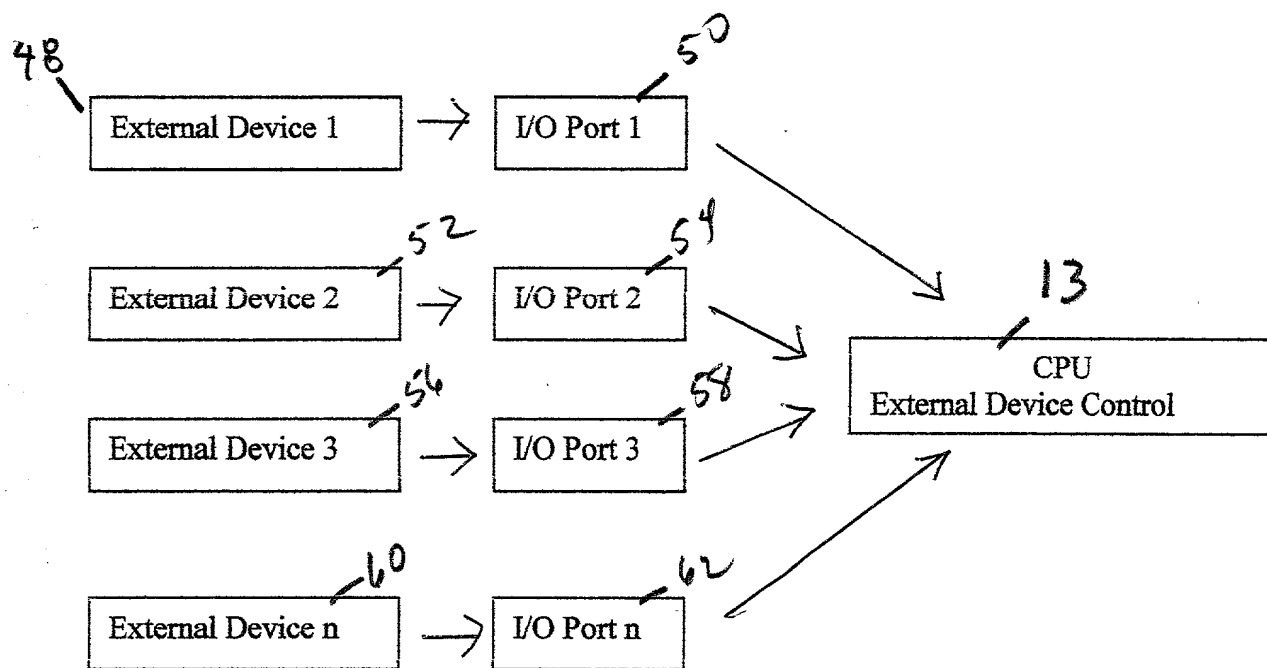 48
50
External Device 1
I/O Port 1
52
54
External Device 2
I/O Port 2
13
CPU
External Device Control
56
58
External Device 3
I/O Port 3
60
62
External Device n
I/O Port n